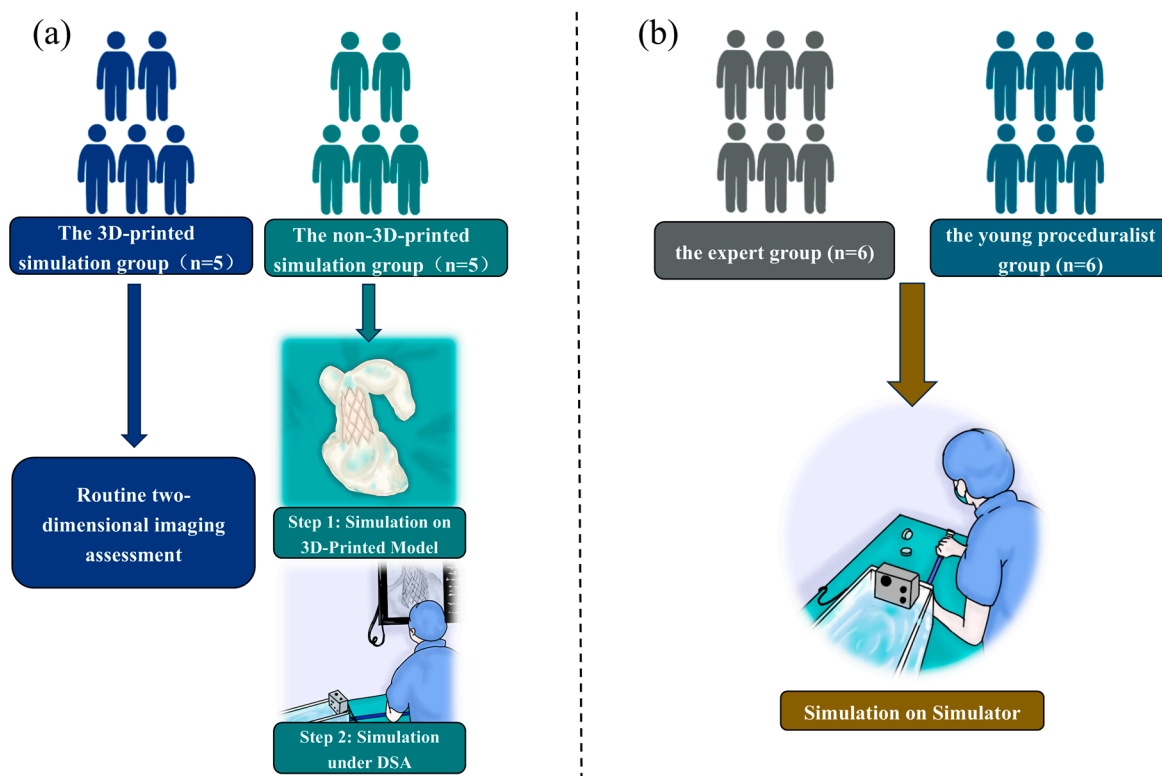 (a)
The 3D-printed
simulation group（n=5）
The non-3D-printed
simulation group（n=5）
Routine two-
dimensional imaging
assessment
Step 1: Simulation on
3D-Printed Model
Step 2: Simulation
under DSA
(b)
the expert group (n=6)
the young proceduralist
group (n=6)
Simulation on Simulator